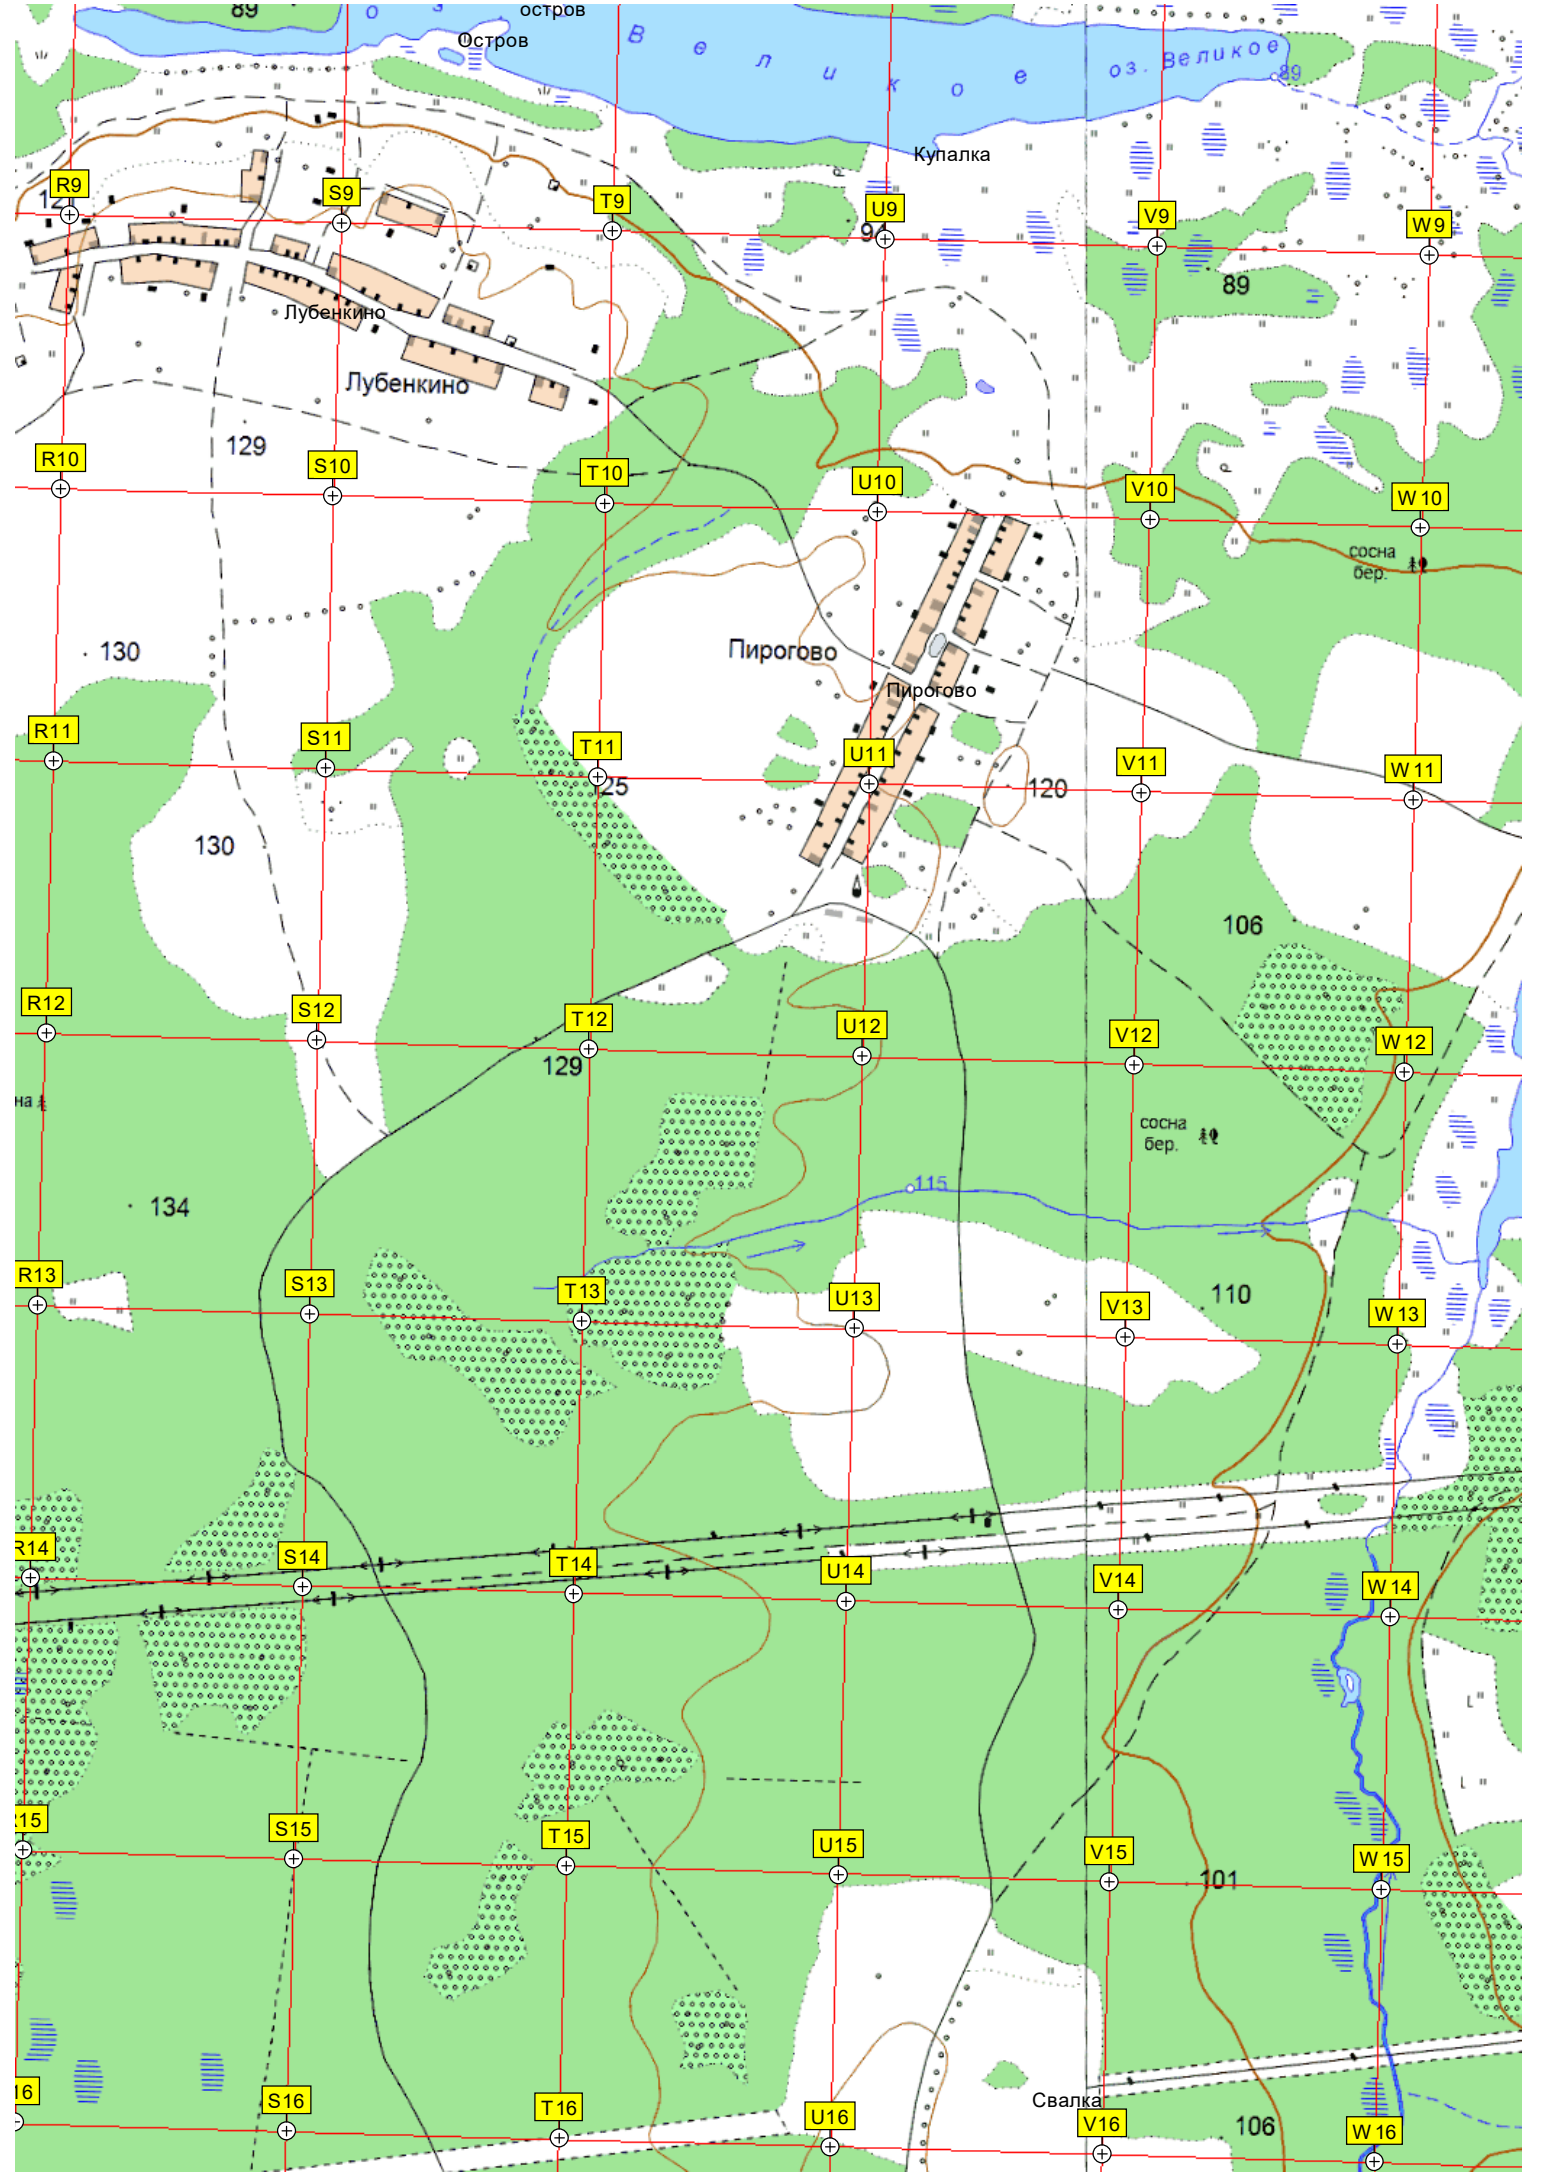 89
о з
остров
Остров
В е л и к о е
оз. Великое
89
Купалка
R9
S9
T9
U9
V9
W9
94
89
Лубенкино
Лубенкино
129
R10
S10
T10
U10
V10
W10
сосна
бер.
130
Пирогово
Пирогово
R11
S11
T11
U11
V11
W11
125
120
130
106
R12
S12
T12
U12
V12
W12
129
на
сосна
бер.
134
115
110
R13
S13
T13
U13
V13
W13
R14
S14
T14
U14
V14
W14
L
L
15
S15
T15
U15
V15
W15
101
Свалка
16
S16
T16
U16
V16
W16
106